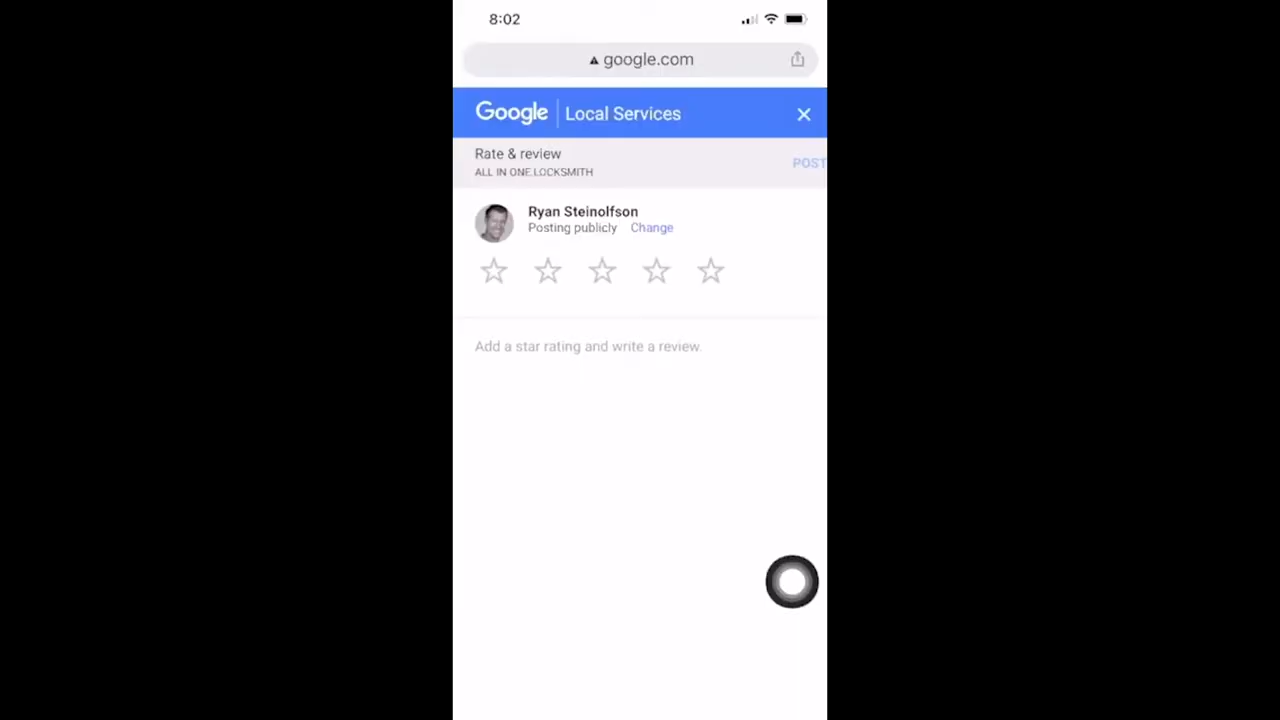 8:02
google.com
Google Local Services
Rate & review
POST
ALL IN ONE LOCKSMITH
Ryan Steinolfson
Posting publicly Change
Add a star rating and write a review.